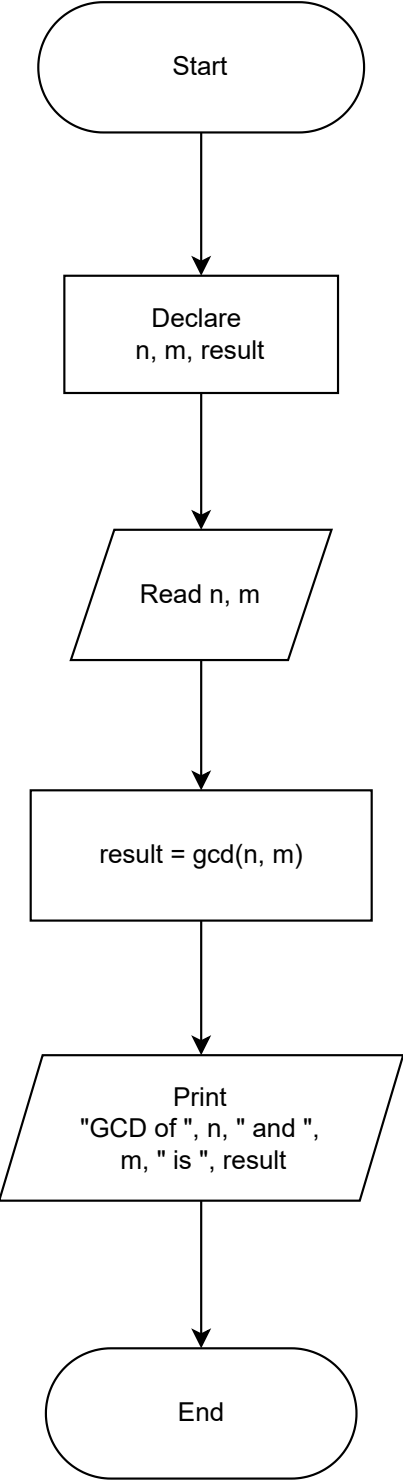 Start
Declare
n, m, result
Read n, m
result = gcd(n, m)
Print
"GCD of ", n, " and ",
m, " is ", result
End